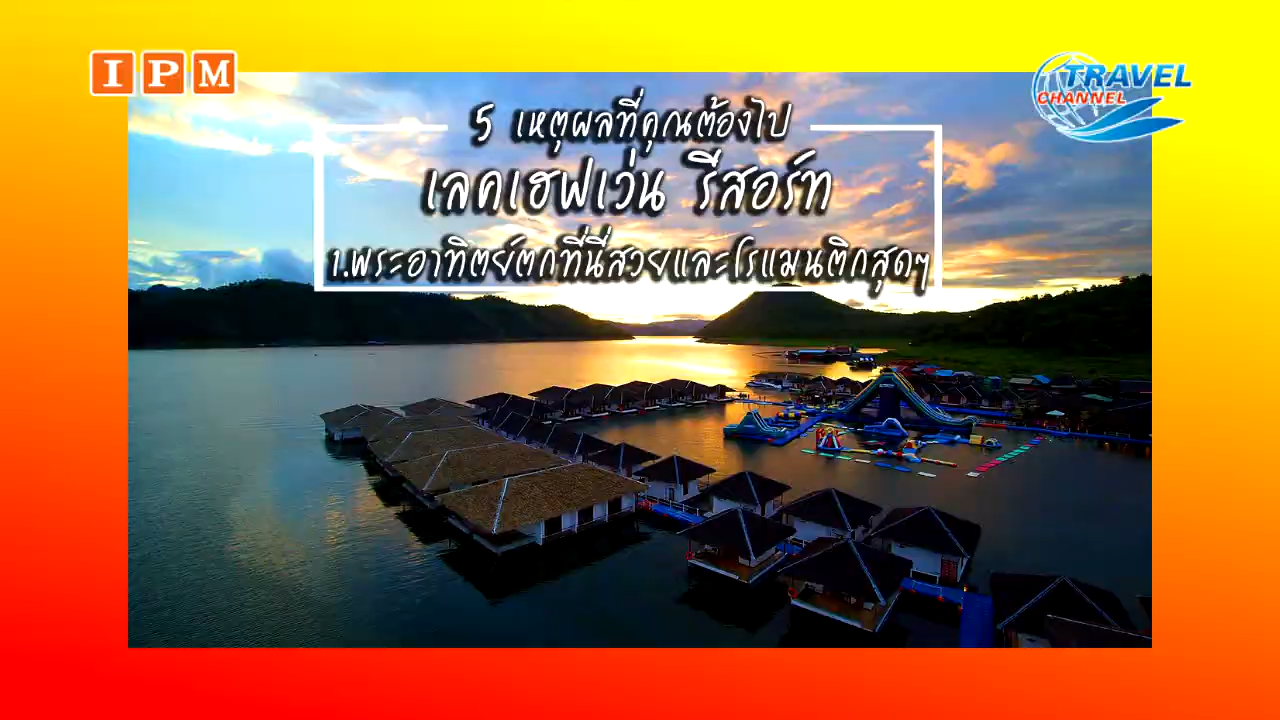 IPM
TRAVEL
CHANNEL
5 เหตุผลที่คุณต้องไป
เลคเฮฟเว่น รีสอร์ท
1.พระอาทิตย์ตกที่นี่สวยและโรแมนติกสุดๆ